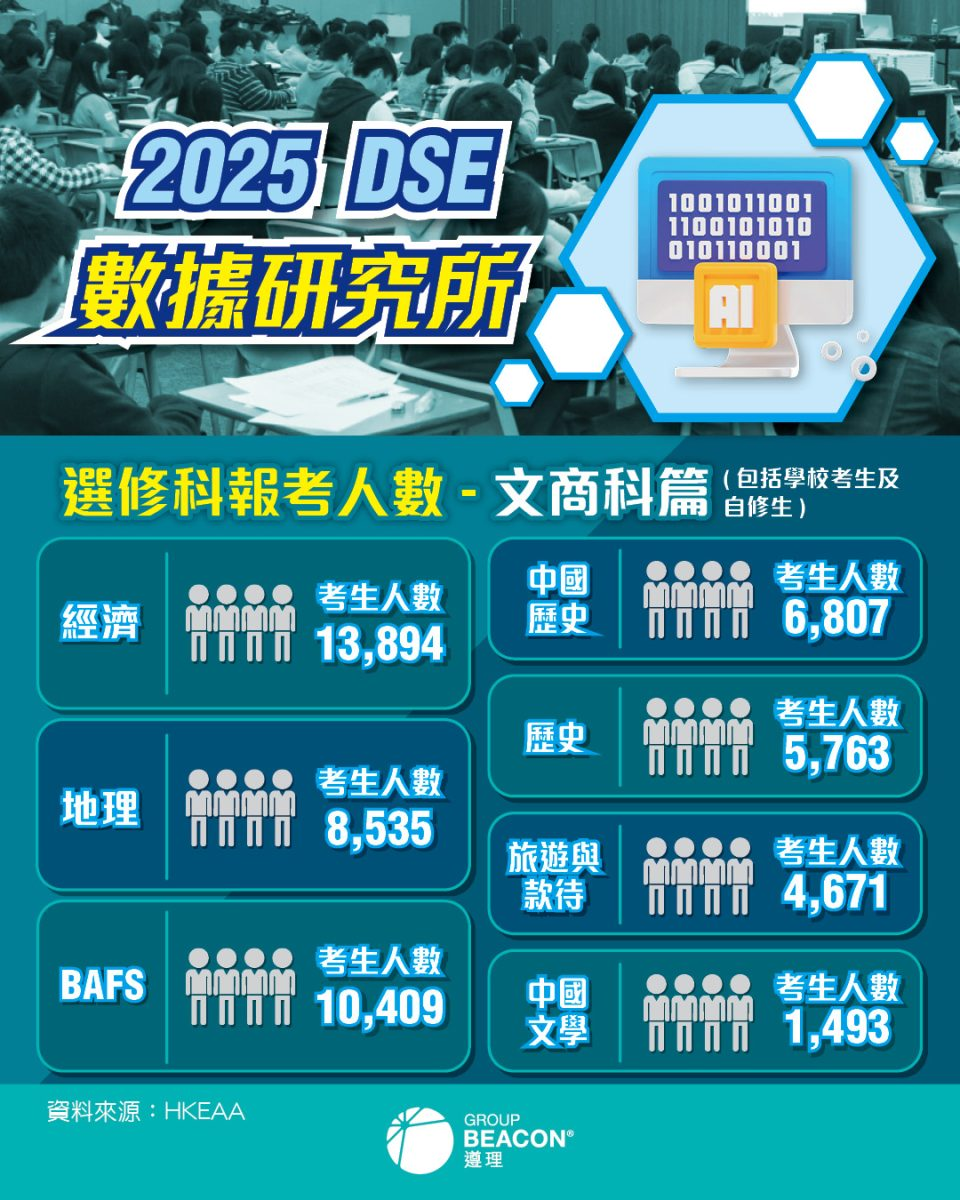 2025 DSE
數據研究所
1001011001
1100101010
010110001
AI
選修科報考人數 - 文商科篇 (包括學校考生及
自修生)
經濟
考生人數
13,894
地理
考生人數
8,535
BAFS
考生人數
10,409
中國
歷史
考生人數
6,807
歷史
考生人數
5,763
旅遊與
款待
考生人數
4,671
中國
文學
考生人數
1,493
資料來源：HKEAA
GROUP
BEACON®
遵理